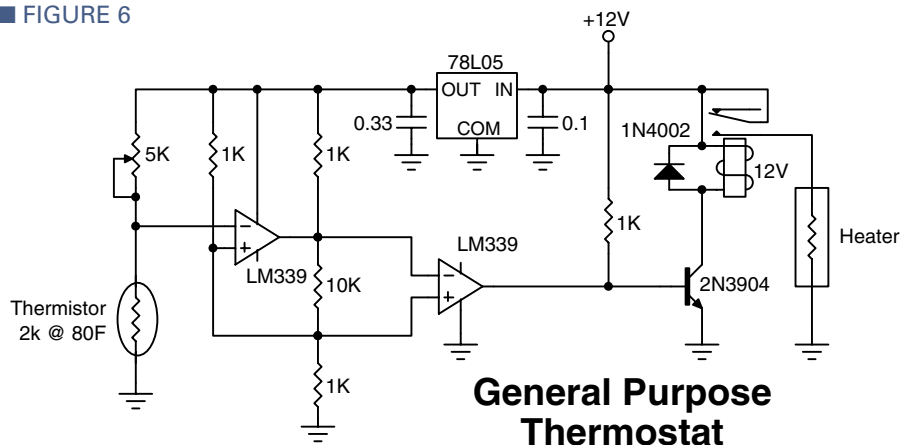 ■ FIGURE 6
+12V
78L05
OUT IN
COM
0.33
0.1
1N4002
5K
1K
1K
12V
1K
Heater
−
+
LM339
LM339
10K
−
+
2N3904
Thermistor
2k @ 80F
1K
General Purpose
Thermostat